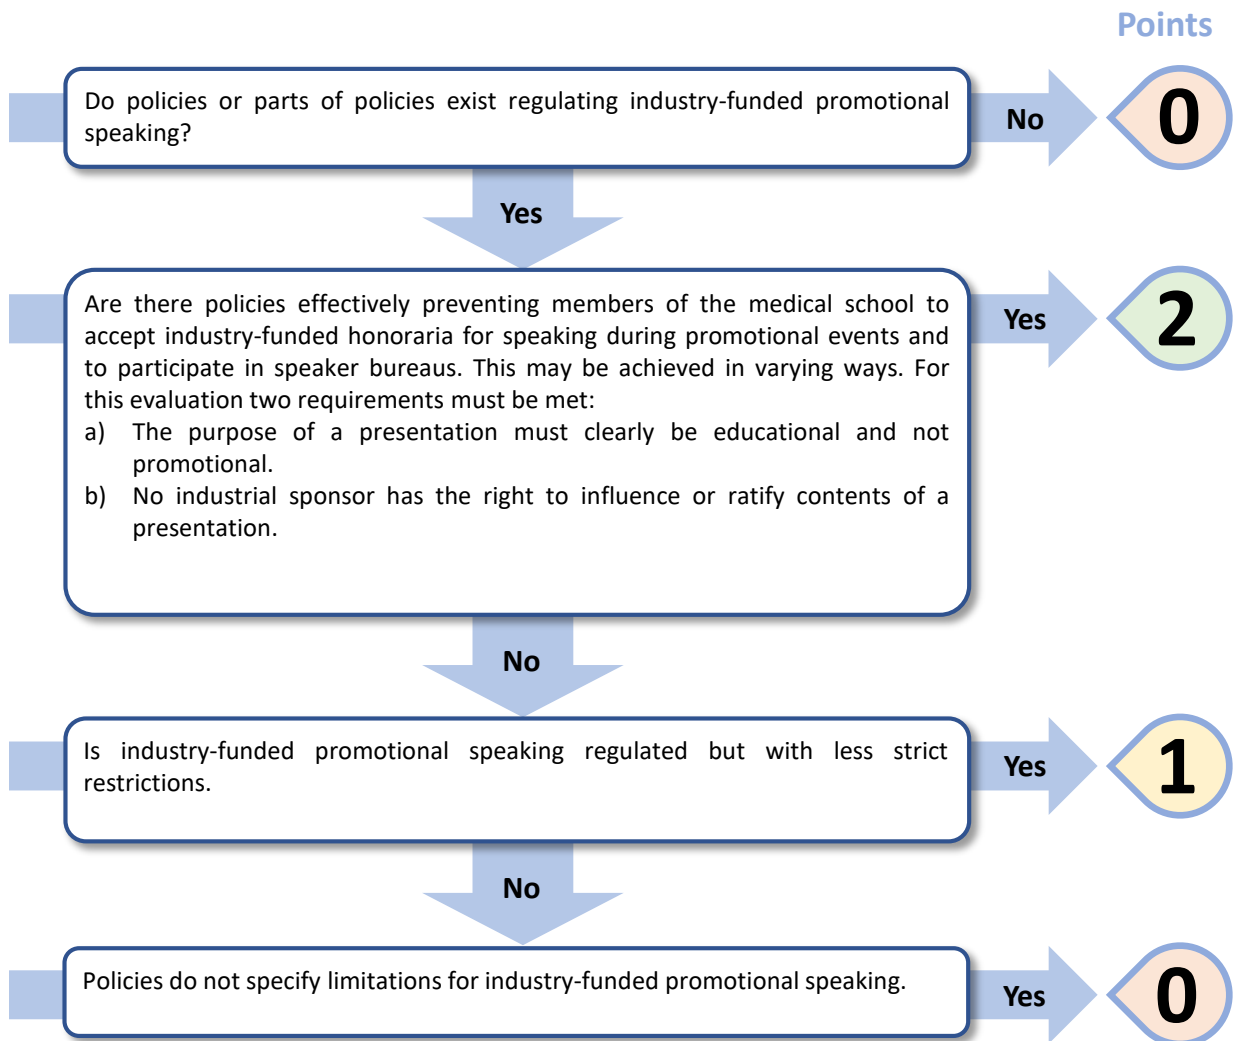 Points
Do policies or parts of policies exist regulating industry-funded promotional
speaking?
No
0
Yes
Are there policies effectively preventing members of the medical school to
accept industry-funded honoraria for speaking during promotional events and
to participate in speaker bureaus. This may be achieved in varying ways. For
this evaluation two requirements must be met:
a) The purpose of a presentation must clearly be educational and not
promotional.
b) No industrial sponsor has the right to influence or ratify contents of a
presentation.
Yes
2
No
Is industry-funded promotional speaking regulated but with less strict
restrictions.
Yes
1
No
Policies do not specify limitations for industry-funded promotional speaking.
Yes
0